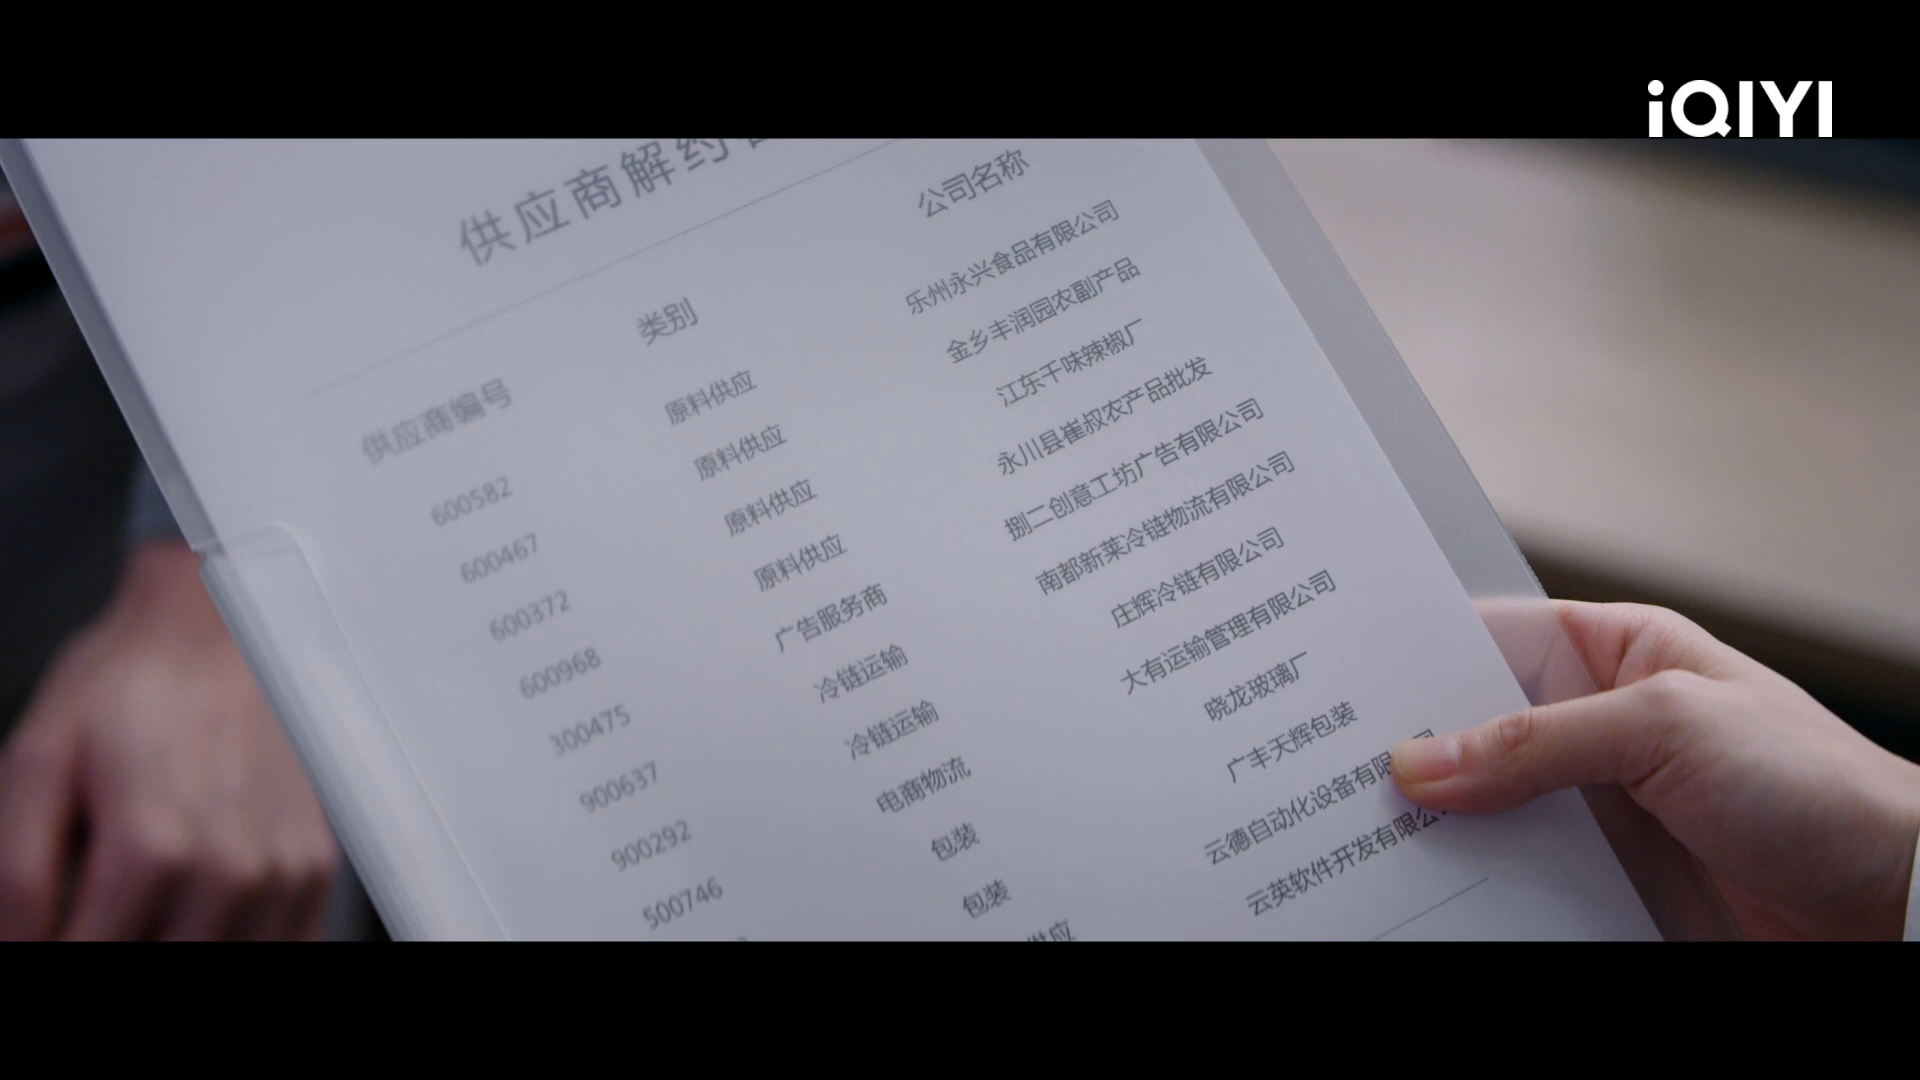 iQIYI
供应商解约
供应商编号 类别 公司名称
600582 原料供应 乐州永兴食品有限公司
600467 原料供应 金乡丰润园农副产品
600372 原料供应 江东千味辣椒厂
600968 原料供应 永川县崔叔农产品批发
300475 广告服务商 捌二创意工坊广告有限公司
900637 冷链运输 南都新莱冷链物流有限公司
900292 冷链运输 庄辉冷链有限公司
500746 电商物流 大有运输管理有限公司
包装 晓龙玻璃厂
包装 广丰天辉包装
供应 云德自动化设备有限
云英软件开发有限公